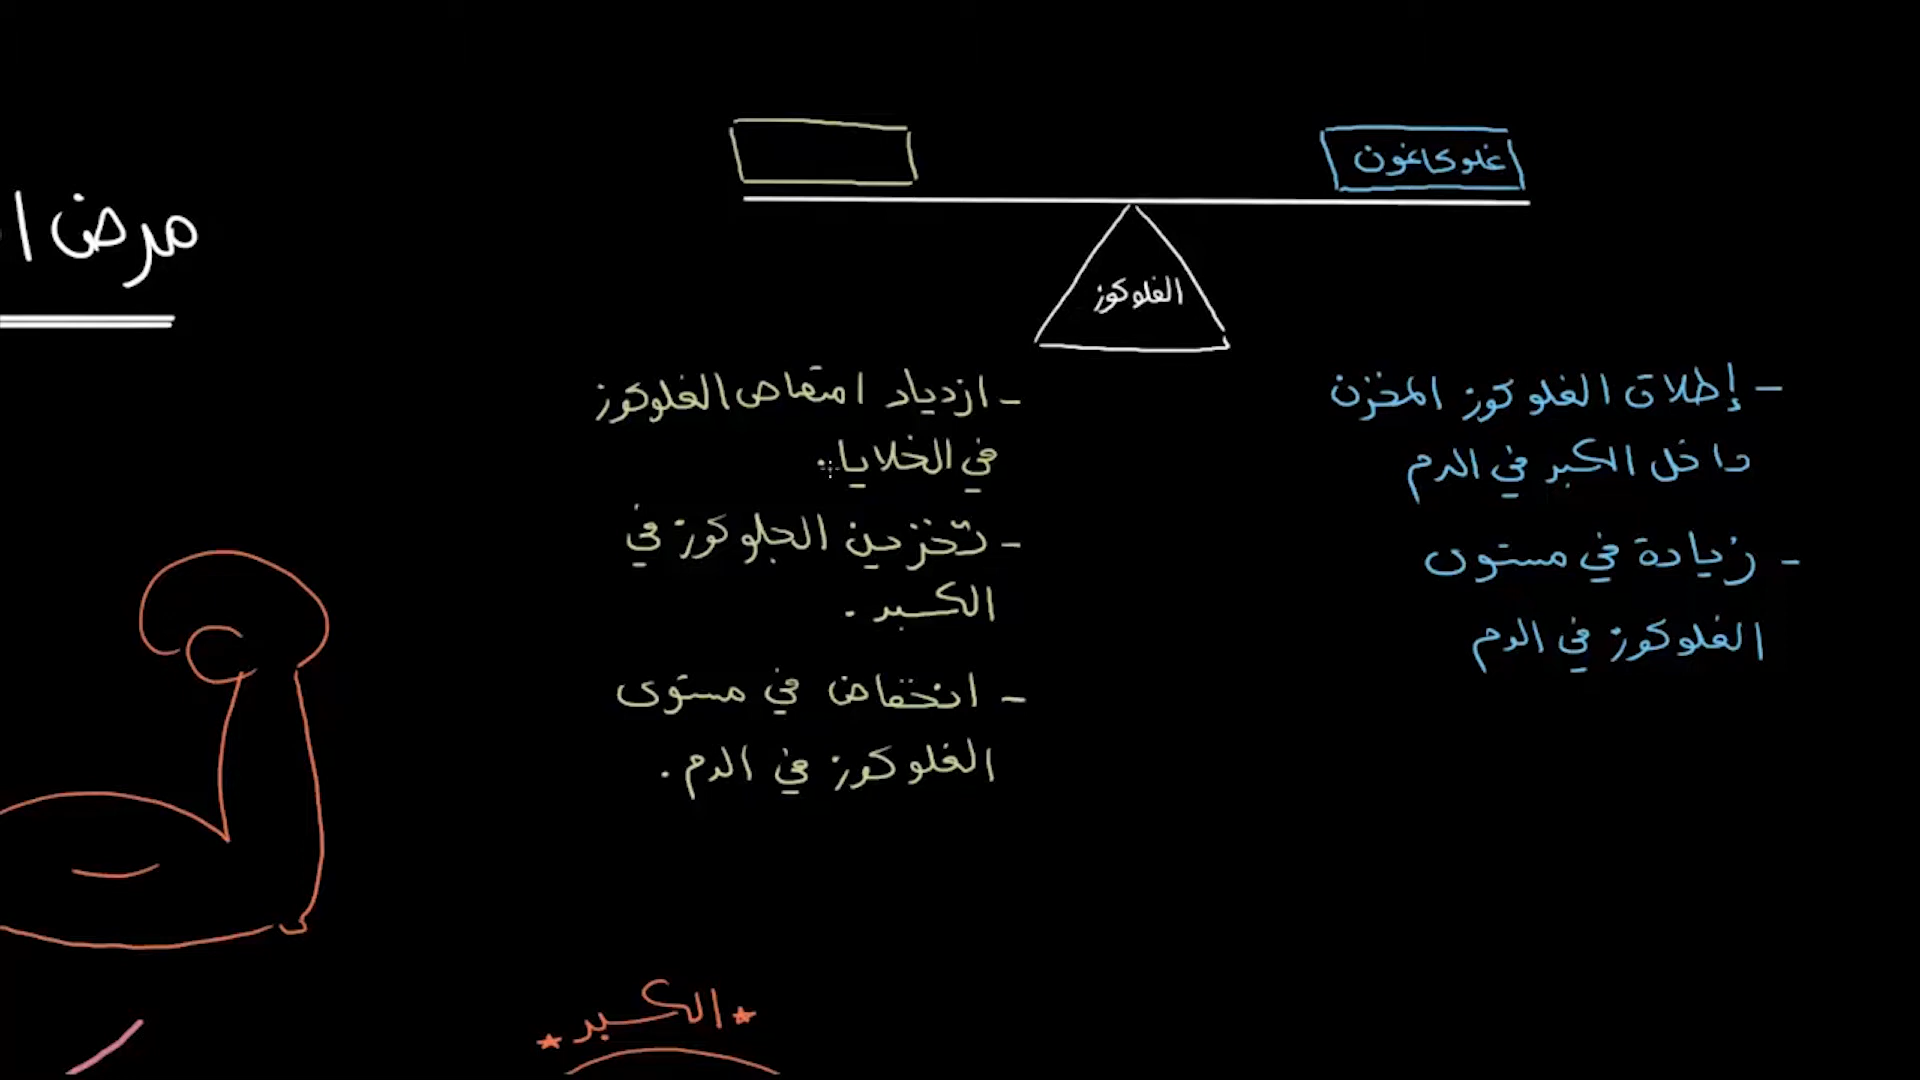 غلوكاغون
الغلوكوز
مرض ا
- إطلاق الغلوكوز المخزن
داخل الكبد في الدم
- زيادة في مستوى
الغلوكوز في الدم
- ازدياد امتصاص الغلوكوز
في الخلايا.
- تخزين الجلوكوز في
الكبد.
- انخفاض في مستوى
الغلوكوز في الدم.
* الكبد *